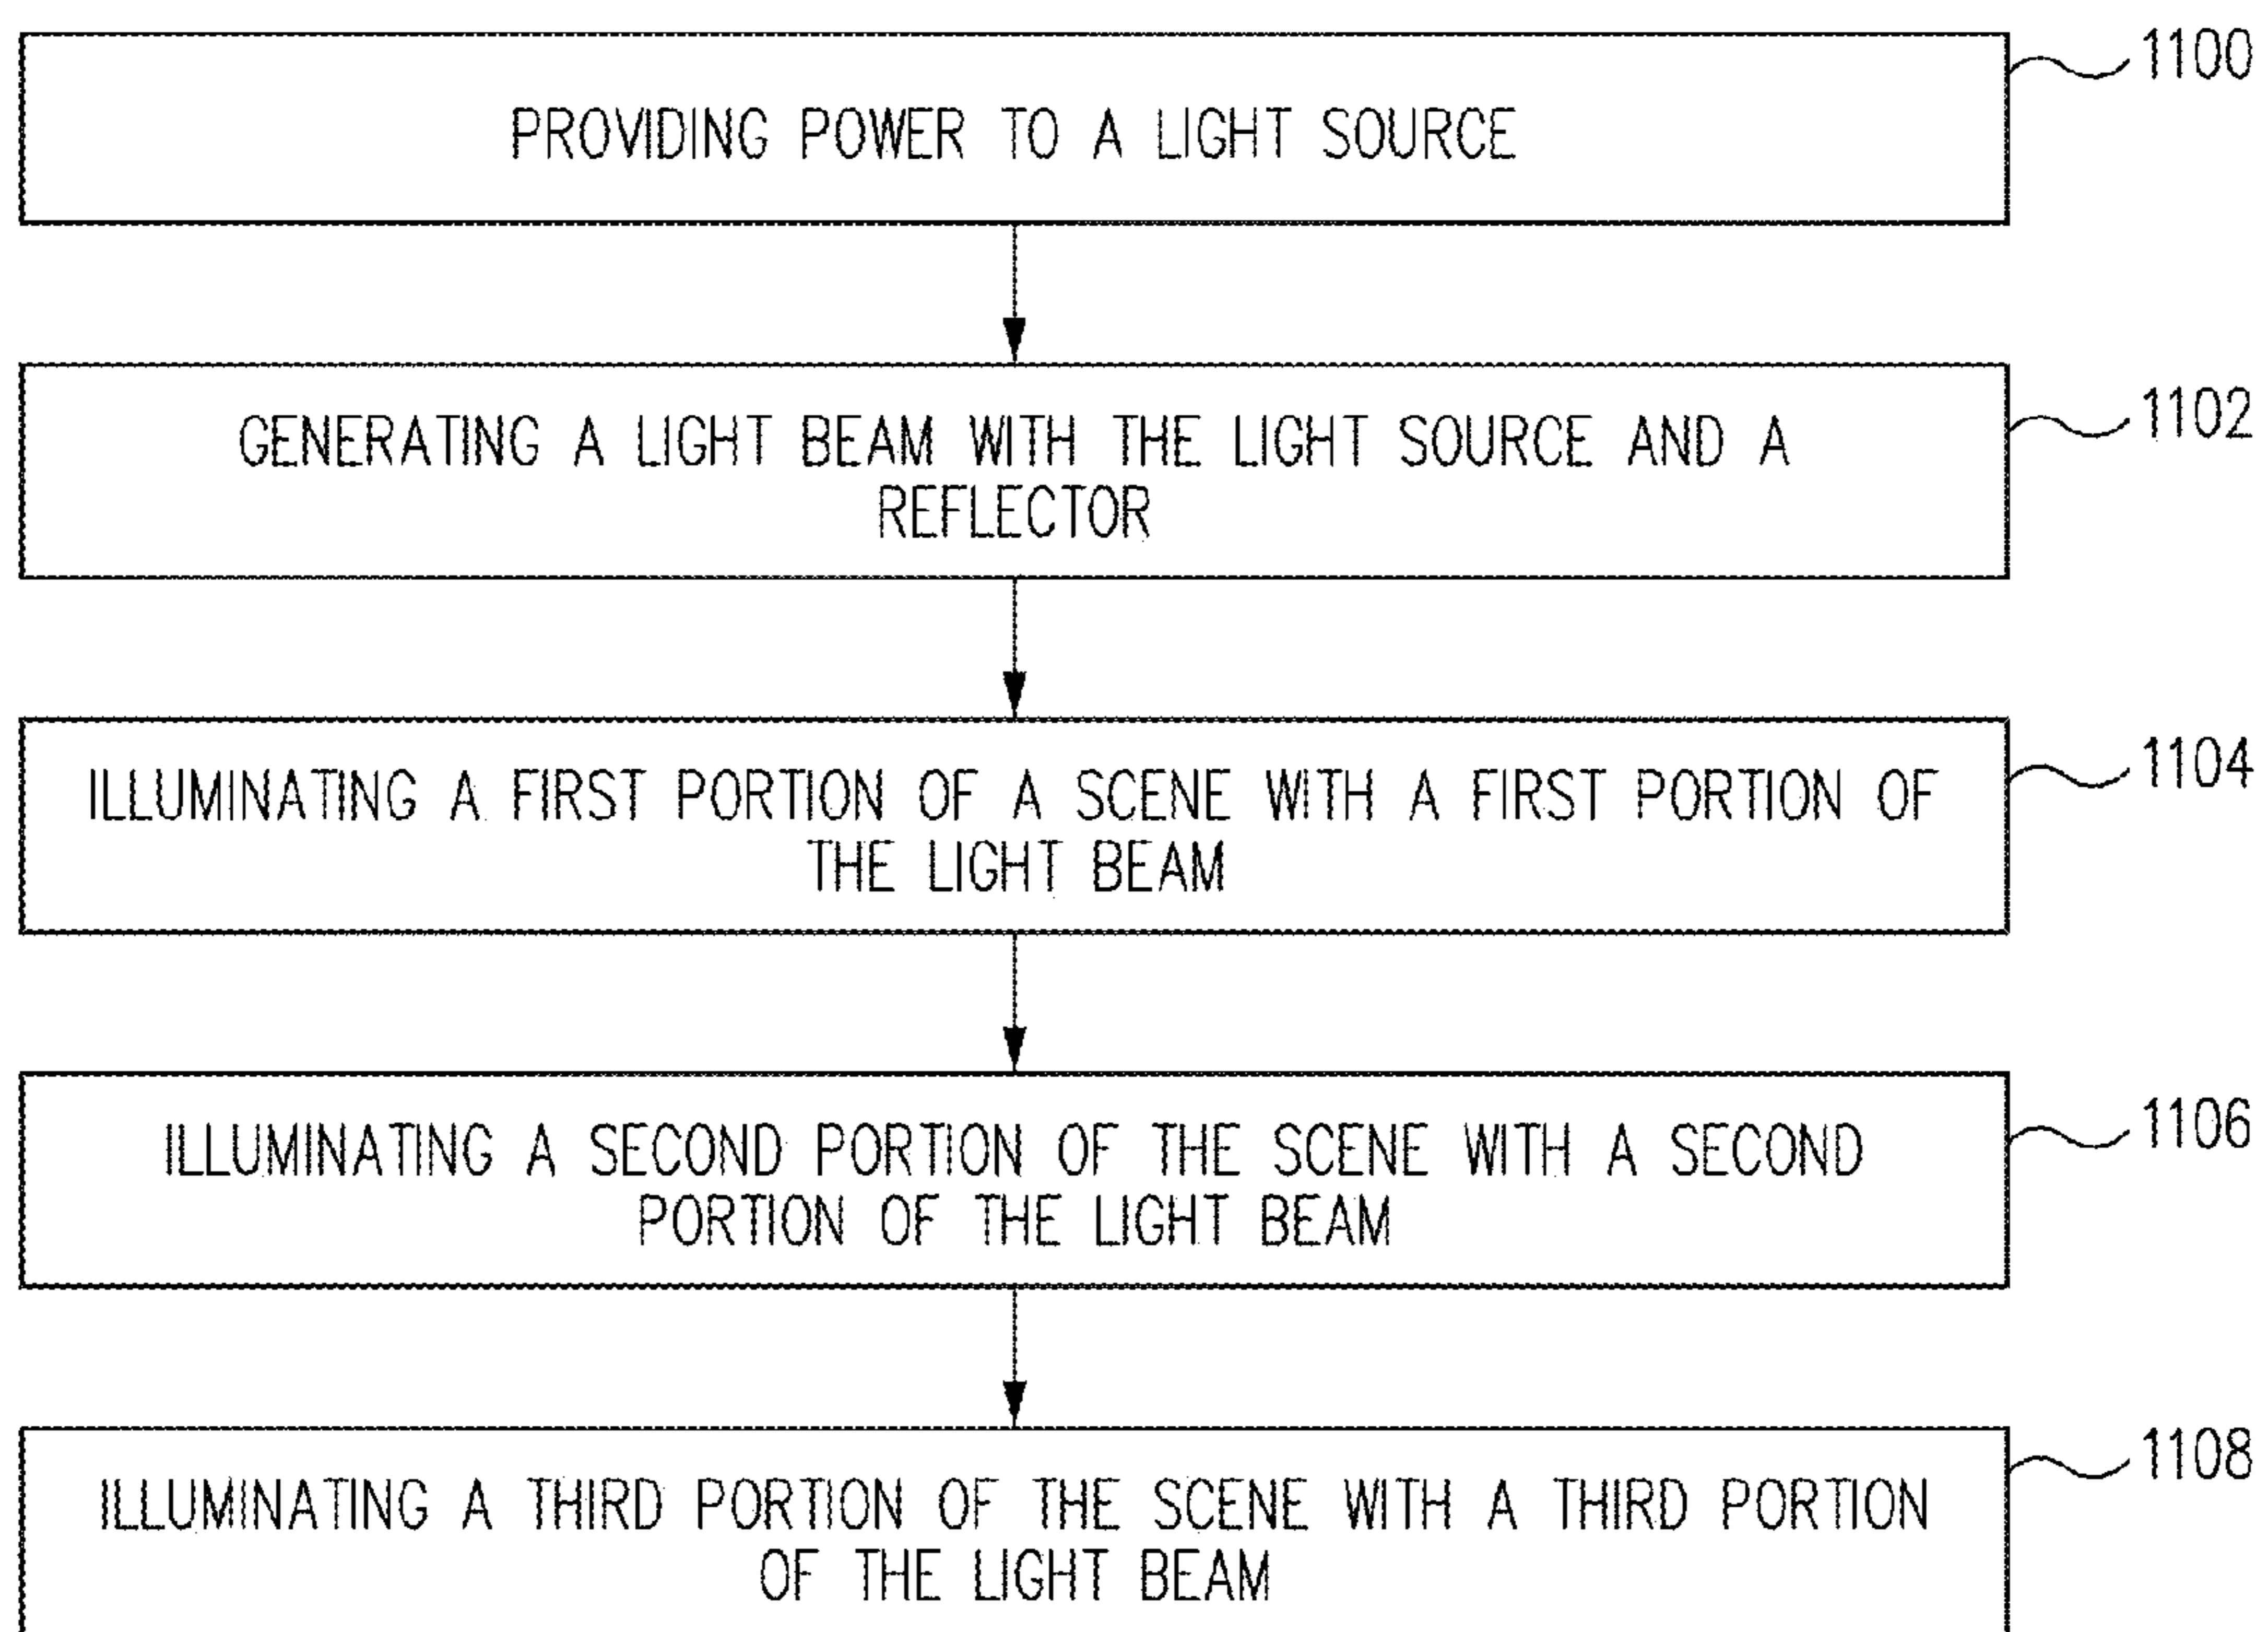 1100
PROVIDING POWER TO A LIGHT SOURCE
1102
GENERATING A LIGHT BEAM WITH THE LIGHT SOURCE AND A
REFLECTOR
1104
ILLUMINATING A FIRST PORTION OF A SCENE WITH A FIRST PORTION OF
THE LIGHT BEAM
1106
ILLUMINATING A SECOND PORTION OF THE SCENE WITH A SECOND
PORTION OF THE LIGHT BEAM
1108
ILLUMINATING A THIRD PORTION OF THE SCENE WITH A THIRD PORTION
OF THE LIGHT BEAM